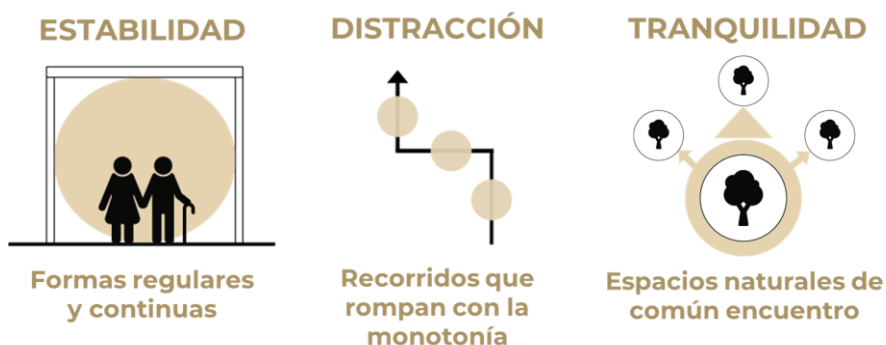 ESTABILIDAD
Formas regulares
y continuas
DISTRACCIÓN
Recorridos que
rompan con la
monotonía
TRANQUILIDAD
Espacios naturales de
común encuentro